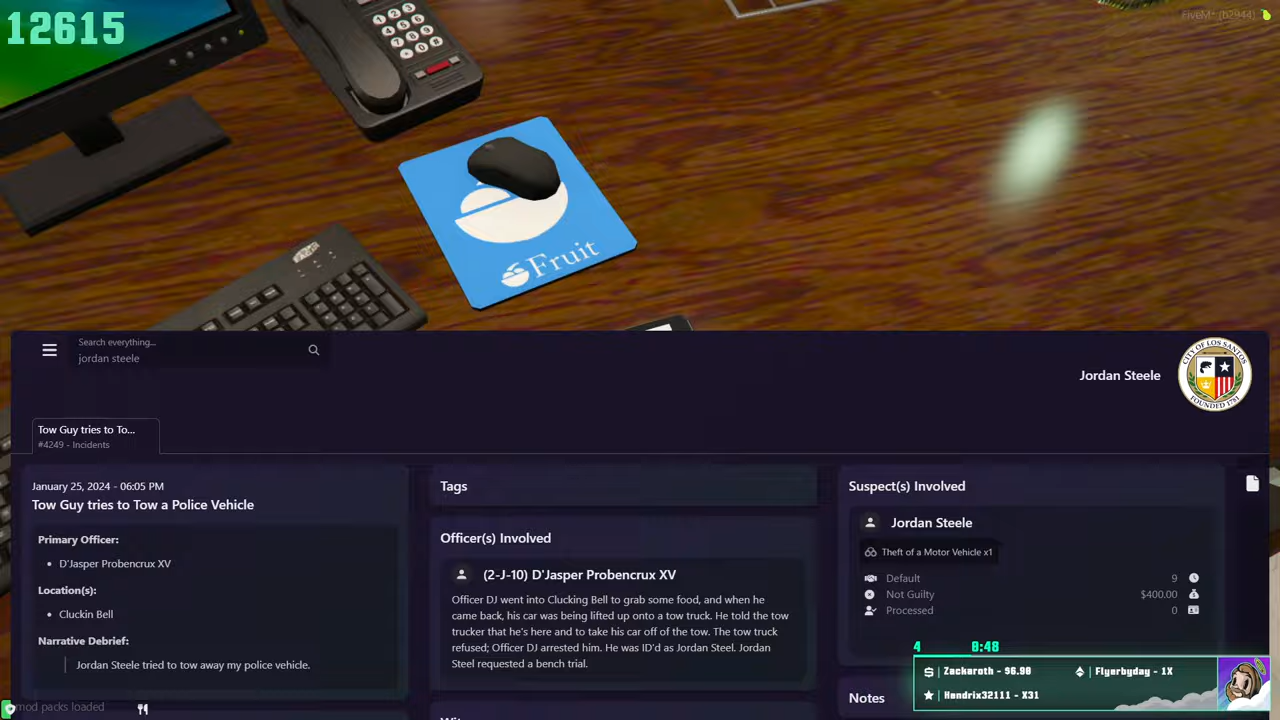 12615
FiveM* (b2944)
Fruit
Search everything...
jordan steele
Jordan Steele
CITY OF LOS SANTOS
FOUNDED 1781
Tow Guy tries to To...
#4249 - Incidents
January 25, 2024 - 06:05 PM
Tow Guy tries to Tow a Police Vehicle
Primary Officer:
D'Jasper Probencrux XV
Location(s):
Cluckin Bell
Narrative Debrief:
Jordan Steele tried to tow away my police vehicle.
mod packs loaded
Tags
Officer(s) Involved
(2-J-10) D'Jasper Probencrux XV
Officer DJ went into Clucking Bell to grab some food, and when he
came back, his car was being lifted up onto a tow truck. He told the tow
trucker that he's here and to take his car off of the tow. The tow truck
refused; Officer DJ arrested him. He was ID'd as Jordan Steel. Jordan
Steel requested a bench trial.
Suspect(s) Involved
Jordan Steele
Theft of a Motor Vehicle x1
Default 9
Not Guilty $400.00
Processed 0
Notes
4 8:48
Zackaroth - $6.90
Flyerbyday - 1X
Hendrix32111 - X31